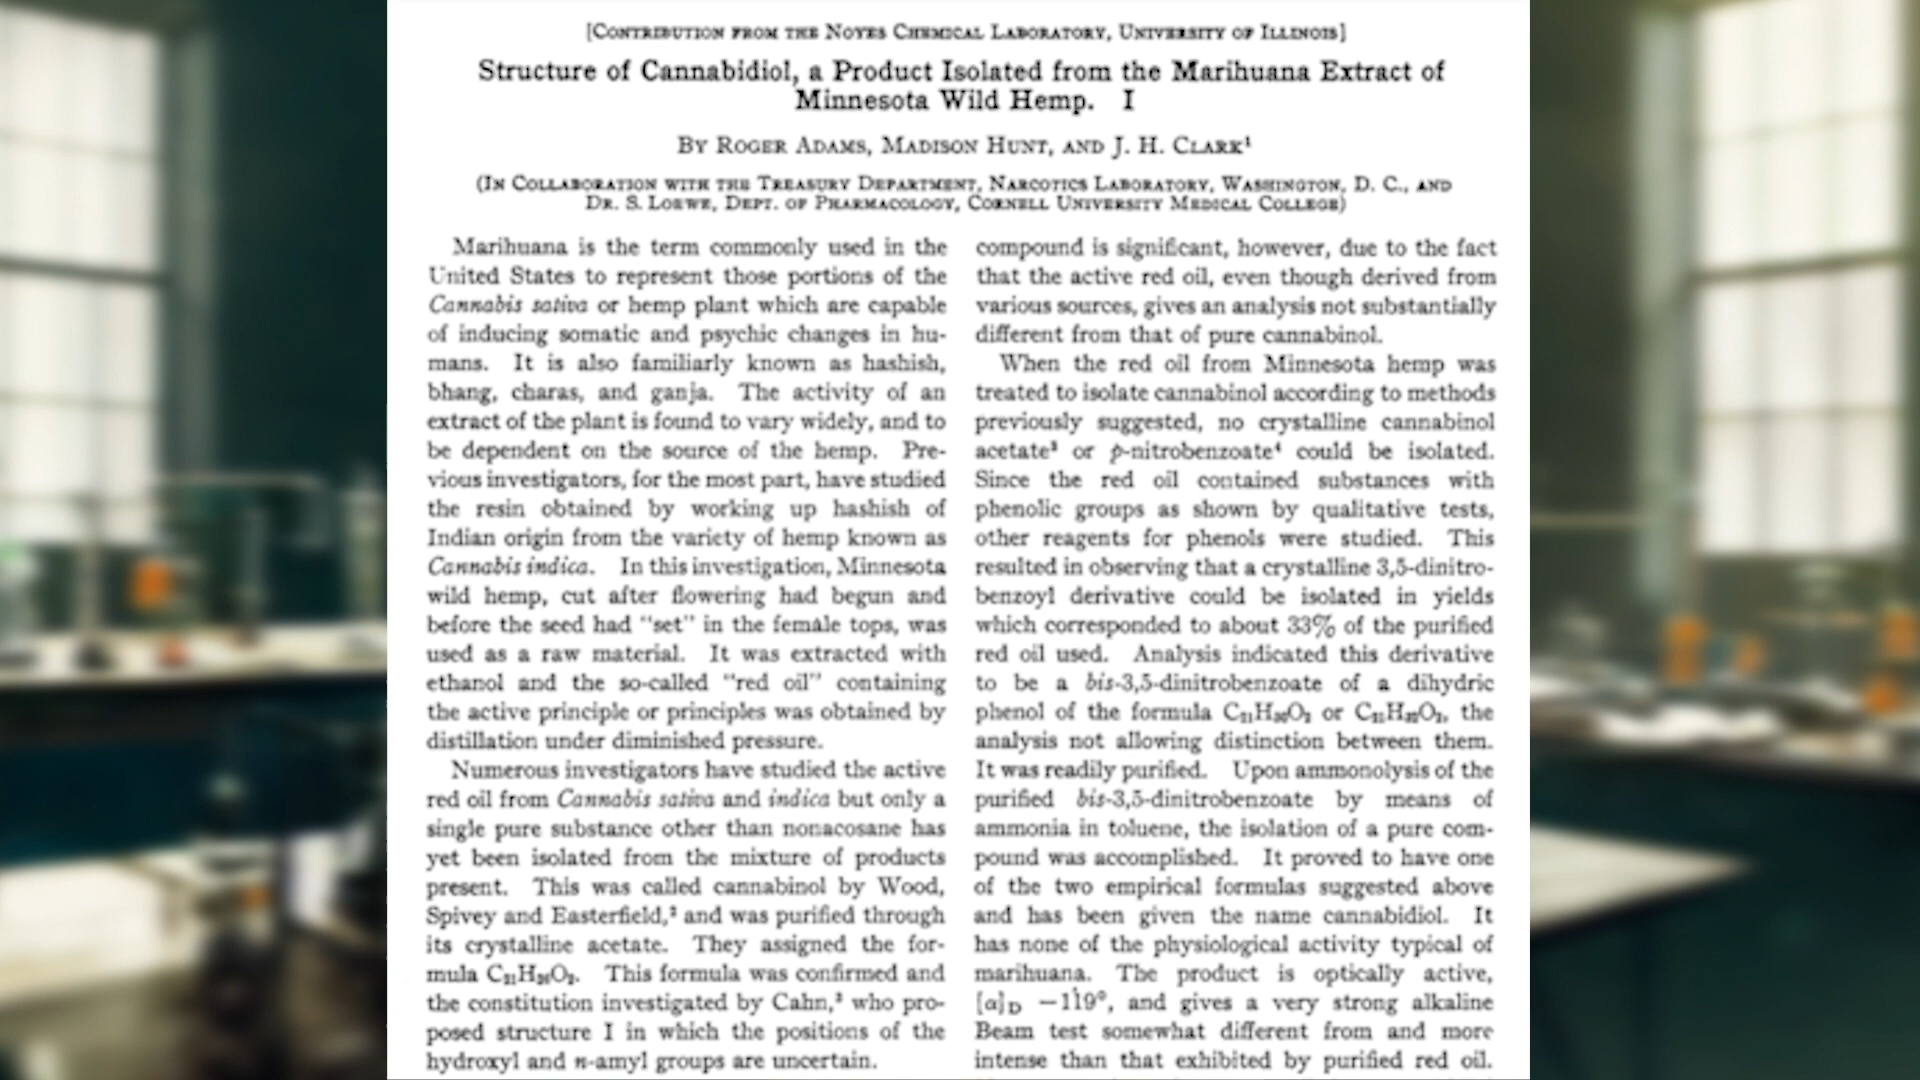 [Contribution from the Noyes Chemical Laboratory, University of Illinois]
Structure of Cannabidiol, a Product Isolated from the Marihuana Extract of
Minnesota Wild Hemp. I
By Roger Adams, Madison Hunt, and J. H. Clark¹
(In Collaboration with the Treasury Department, Narcotics Laboratory, Washington, D. C., and
Dr. S. Loewe, Dept. of Pharmacology, Cornell University Medical College)
Marihuana is the term commonly used in the
United States to represent those portions of the
Cannabis sativa or hemp plant which are capable
of inducing somatic and psychic changes in hu-
mans. It is also familiarly known as hashish,
bhang, charas, and ganja. The activity of an
extract of the plant is found to vary widely, and to
be dependent on the source of the hemp. Pre-
vious investigators, for the most part, have studied
the resin obtained by working up hashish of
Indian origin from the variety of hemp known as
Cannabis indica. In this investigation, Minnesota
wild hemp, cut after flowering had begun and
before the seed had "set" in the female tops, was
used as a raw material. It was extracted with
ethanol and the so-called "red oil" containing
the active principle or principles was obtained by
distillation under diminished pressure.
Numerous investigators have studied the active
red oil from Cannabis sativa and indica but only a
single pure substance other than nonacosane has
yet been isolated from the mixture of products
present. This was called cannabinol by Wood,
Spivey and Easterfield,² and was purified through
its crystalline acetate. They assigned the for-
mula C₂₁H₂₆O₂. This formula was confirmed and
the constitution investigated by Cahn,³ who pro-
posed structure I in which the positions of the
hydroxyl and n-amyl groups are uncertain.
compound is significant, however, due to the fact
that the active red oil, even though derived from
various sources, gives an analysis not substantially
different from that of pure cannabinol.
When the red oil from Minnesota hemp was
treated to isolate cannabinol according to methods
previously suggested, no crystalline cannabinol
acetate³ or p-nitrobenzoate⁴ could be isolated.
Since the red oil contained substances with
phenolic groups as shown by qualitative tests,
other reagents for phenols were studied. This
resulted in observing that a crystalline 3,5-dinitro-
benzoyl derivative could be isolated in yields
which corresponded to about 33% of the purified
red oil used. Analysis indicated this derivative
to be a bis-3,5-dinitrobenzoate of a dihydric
phenol of the formula C₂₁H₃₀O₂ or C₂₁H₃₂O₂, the
analysis not allowing distinction between them.
It was readily purified. Upon ammonolysis of the
purified bis-3,5-dinitrobenzoate by means of
ammonia in toluene, the isolation of a pure com-
pound was accomplished. It proved to have one
of the two empirical formulas suggested above
and has been given the name cannabidiol. It
has none of the physiological activity typical of
marihuana. The product is optically active,
[α]D −119°, and gives a very strong alkaline
Beam test somewhat different from and more
intense than that exhibited by purified red oil.